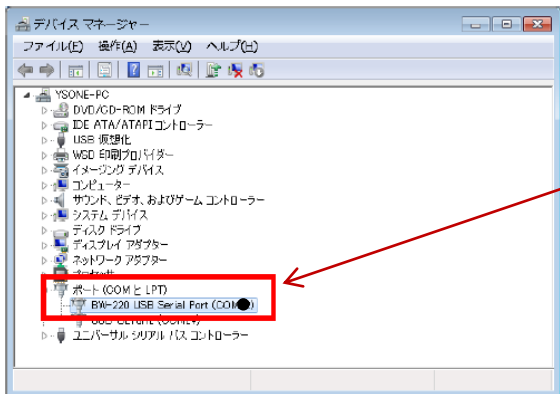 デバイス マネージャー
ファイル(F) 操作(A) 表示(V) ヘルプ(H)
YSONE-PC
DVD/CD-ROM ドライブ
IDE ATA/ATAPI コントローラー
USB 仮想化
WSD 印刷プロバイダー
イメージング デバイス
コンピューター
サウンド、ビデオ、およびゲーム コントローラー
システム デバイス
ディスク ドライブ
ディスプレイ アダプター
ネットワーク アダプター
プロセッサ
ポート (COM と LPT)
BW-220 USB Serial Port (COM●)
ユニバーサル シリアル バス コントローラー